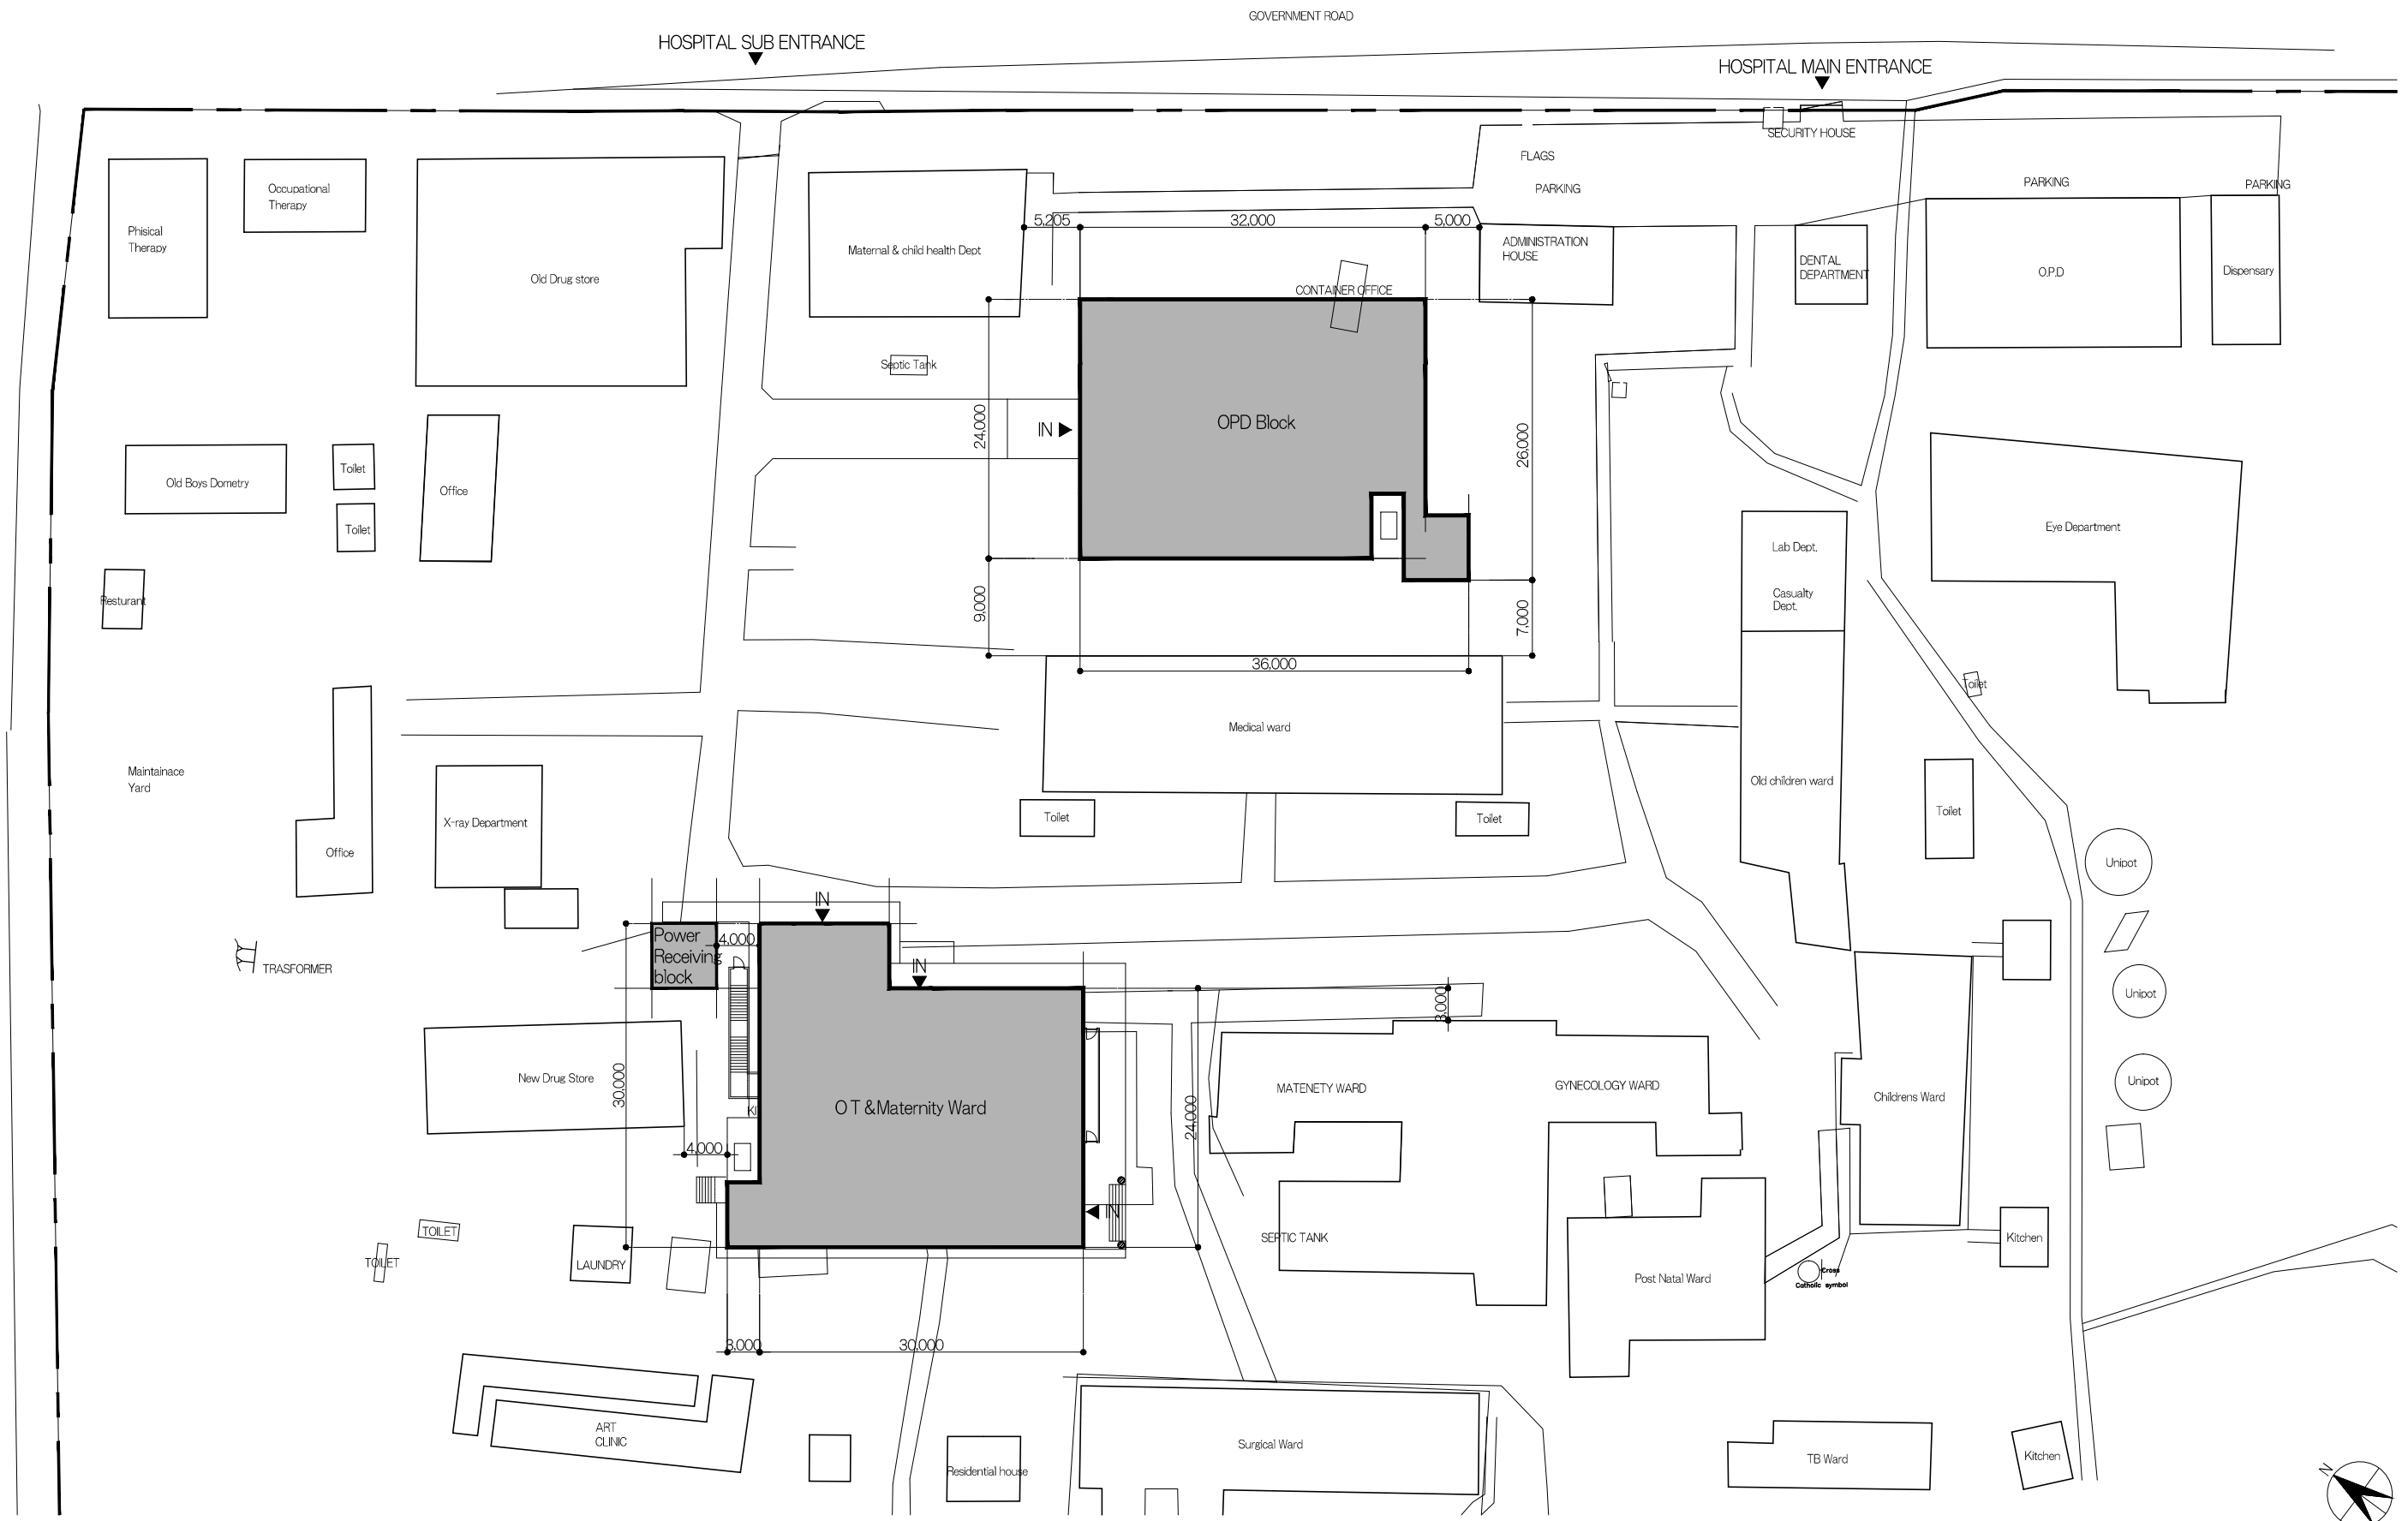 GOVERNMENT ROAD
HOSPITAL SUB ENTRANCE
HOSPITAL MAIN ENTRANCE
SECURITY HOUSE
FLAGS
PARKING
PARKING
PARKING
Phisical
Therapy
Occupational
Therapy
Old Drug store
Maternal & child health Dept
5,205
32,000
5,000
ADMINISTRATION
HOUSE
DENTAL
DEPARTMENT
O.P.D
Dispensary
CONTAINER OFFICE
Septic Tank
24,000
IN
OPD Block
26,000
Old Boys Dometry
Toilet
Toilet
Office
Resturant
9,000
7,000
36,000
Lab Dept.
Casualty
Dept.
Eye Department
Toilet
Medical ward
Old children ward
Maintainace
Yard
Office
X-ray Department
Toilet
Toilet
Toilet
Unipot
Unipot
Unipot
TRASFORMER
Power
Receiving
block
4,000
IN
IN
3,000
New Drug Store
30,000
KI
O T &Maternity Ward
24,000
4,000
MATENETY WARD
GYNECOLOGY WARD
Childrens Ward
TOILET
TOILET
LAUNDRY
IN
SEPTIC TANK
Post Natal Ward
Cross
Catholic symbol
Kitchen
3,000
30,000
ART
CLINIC
Residential house
Surgical Ward
TB Ward
Kitchen
N